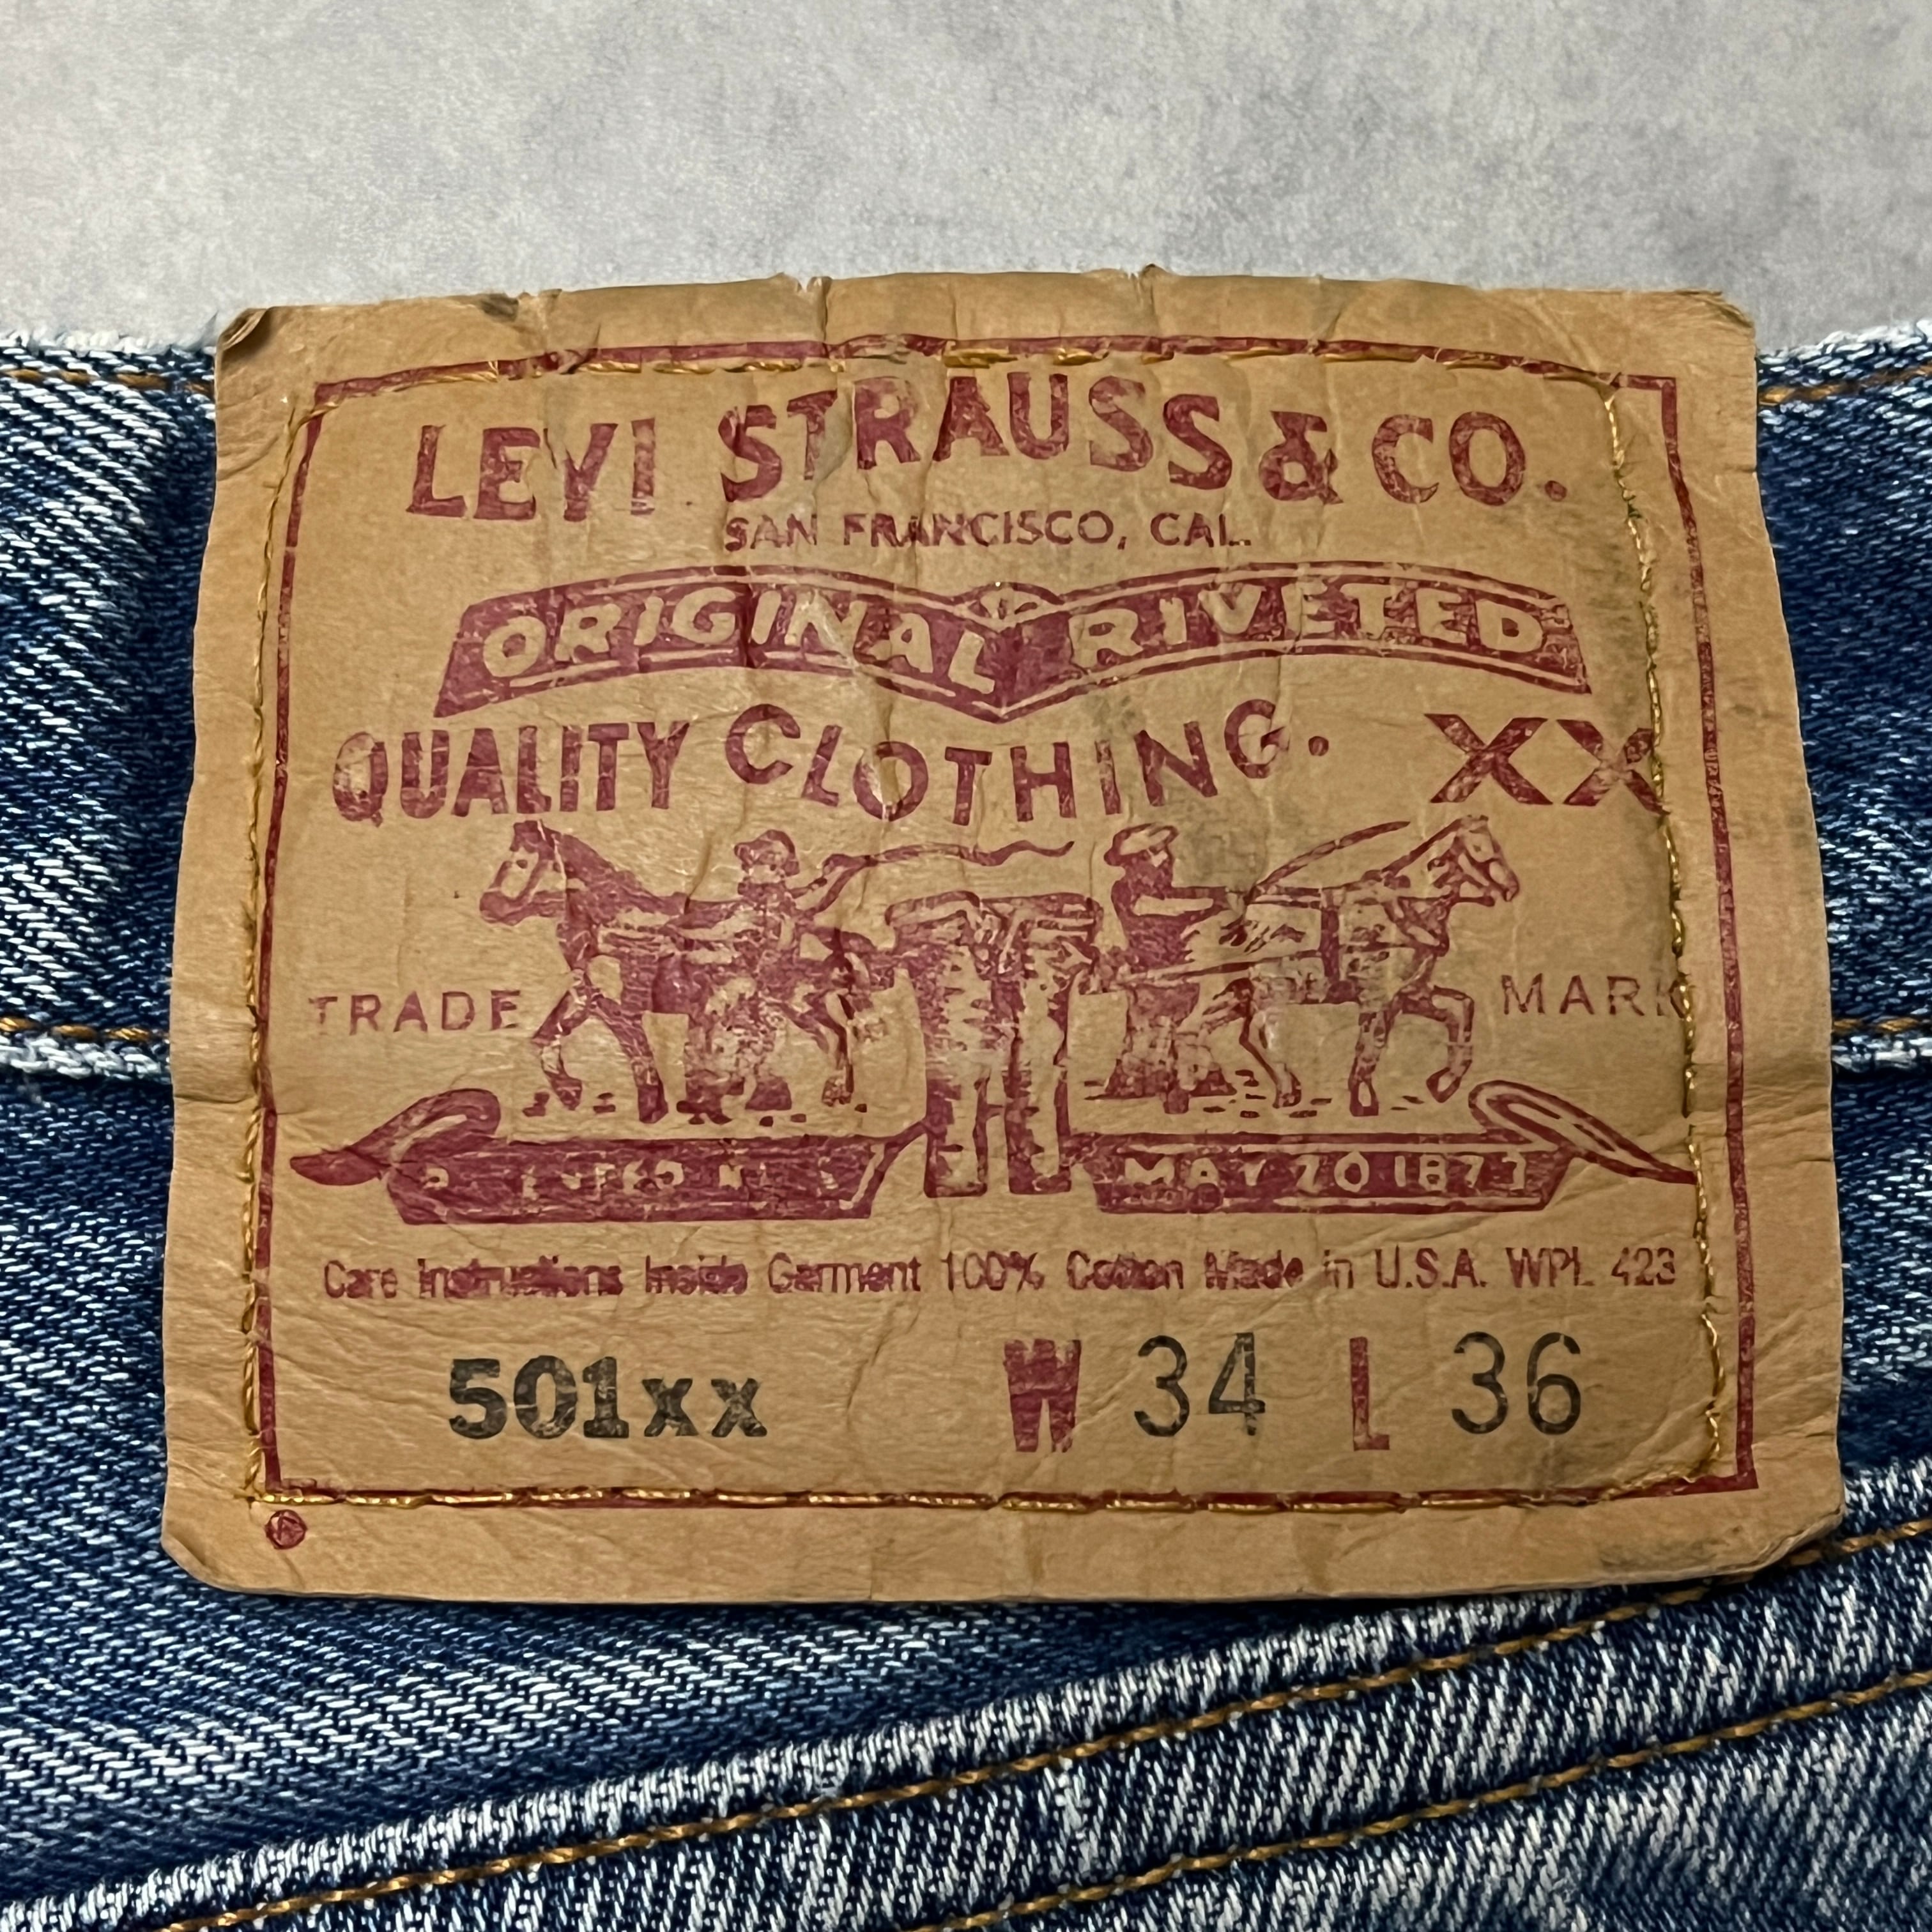 LEVI STRAUSS & CO.
SAN FRANCISCO, CAL.
ORIGINAL RIVETED
QUALITY CLOTHING. XX
TRADE MARK
MAY 20 1873
Care Instructions Inside Garment 100% Cotton Made in U.S.A. WPL 423
501xx W 34 L 36